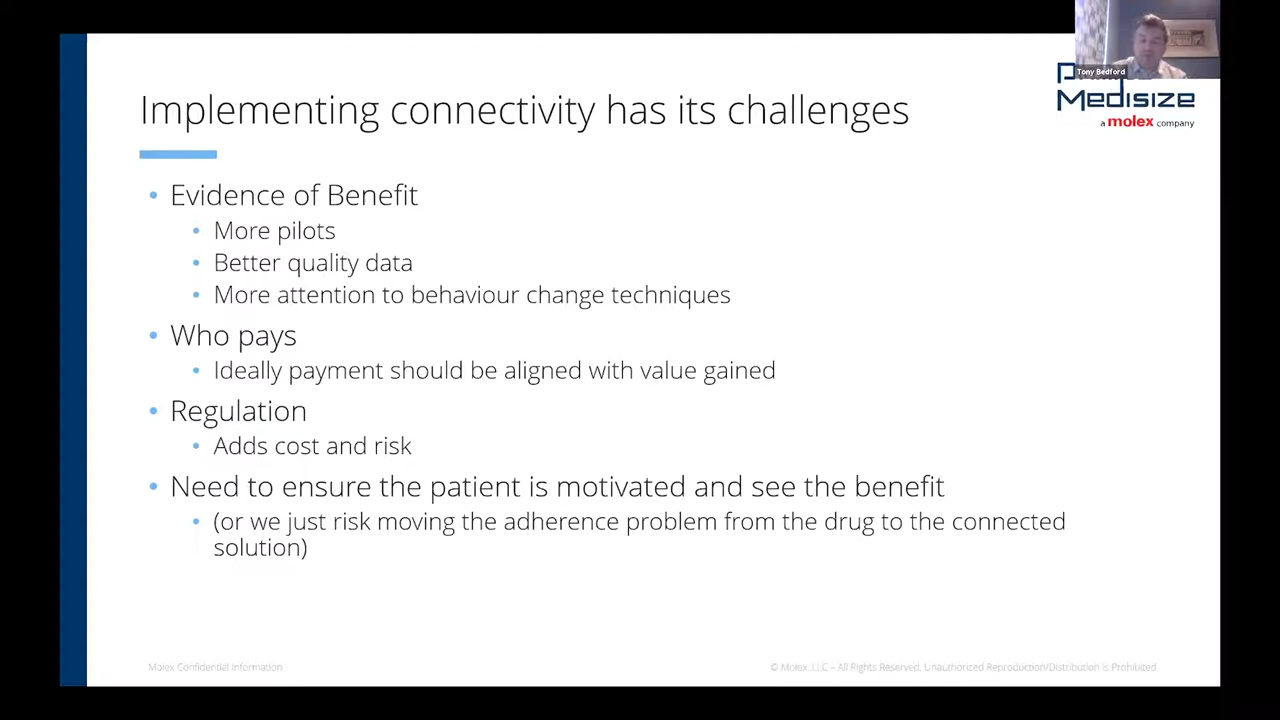 Tony Bedford
Medisize
a molex company
Implementing connectivity has its challenges
• Evidence of Benefit
• More pilots
• Better quality data
• More attention to behaviour change techniques
• Who pays
• Ideally payment should be aligned with value gained
• Regulation
• Adds cost and risk
• Need to ensure the patient is motivated and see the benefit
• (or we just risk moving the adherence problem from the drug to the connected
solution)
Molex Confidential Information
© Molex, LLC – All Rights Reserved. Unauthorized Reproduction/Distribution is Prohibited